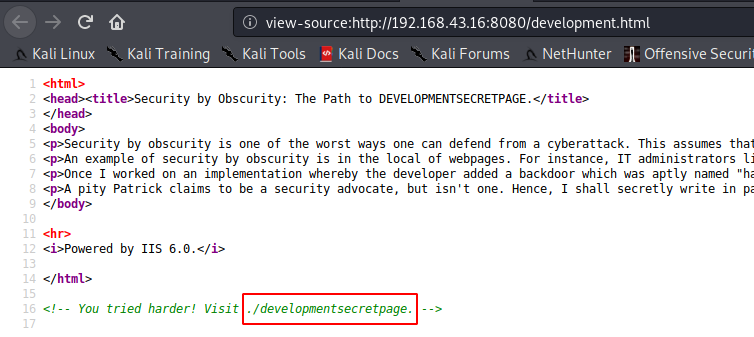 view-source:http://192.168.43.16:8080/development.html
Kali Linux Kali Training Kali Tools Kali Docs Kali Forums NetHunter Offensive Secur
1 <html>
2 <head><title>Security by Obscurity: The Path to DEVELOPMENTSECRETPAGE.</title>
3 </head>
4 <body>
5 <p>Security by obscurity is one of the worst ways one can defend from a cyberattack. This assumes that
6 <p>An example of security by obscurity is in the local of webpages. For instance, IT administrators li
7 <p>Once I worked on an implementation whereby the developer added a backdoor which was aptly named "ha
8 <p>A pity Patrick claims to be a security advocate, but isn't one. Hence, I shall secretly write in pa
9 </body>
10
11 <hr>
12 <i>Powered by IIS 6.0.</i>
13
14 </html>
15
16 <!-- You tried harder! Visit ./developmentsecretpage. -->
17